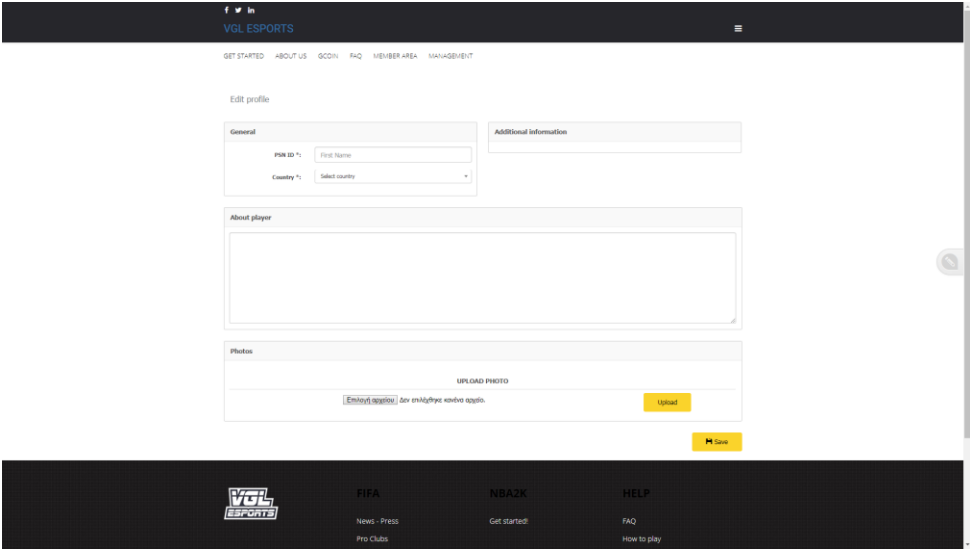 VGL ESPORTS
GET STARTED ABOUT US GCOIN FAQ MEMBER AREA MANAGEMENT
Edit profile
General
PSN ID *: First Name
Country *: Select country
Additional information
About player
Photos
UPLOAD PHOTO
Επιλογή αρχείου Δεν επιλέχθηκε κανένα αρχείο.
Upload
Save
VGL
ESPORTS
FIFA
News - Press
Pro Clubs
NBA2K
Get started!
HELP
FAQ
How to play